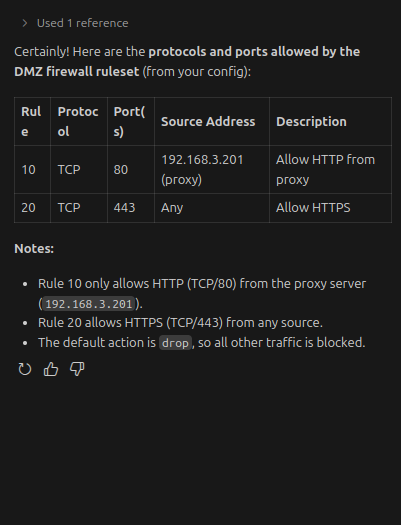 Used 1 reference
Certainly! Here are the protocols and ports allowed by the
DMZ firewall ruleset (from your config):
Rul
e
Protoc
ol
Port(
s)
Source Address
Description
10
TCP
80
192.168.3.201
(proxy)
Allow HTTP from
proxy
20
TCP
443
Any
Allow HTTPS
Notes:
• Rule 10 only allows HTTP (TCP/80) from the proxy server
(192.168.3.201).
• Rule 20 allows HTTPS (TCP/443) from any source.
• The default action is drop, so all other traffic is blocked.